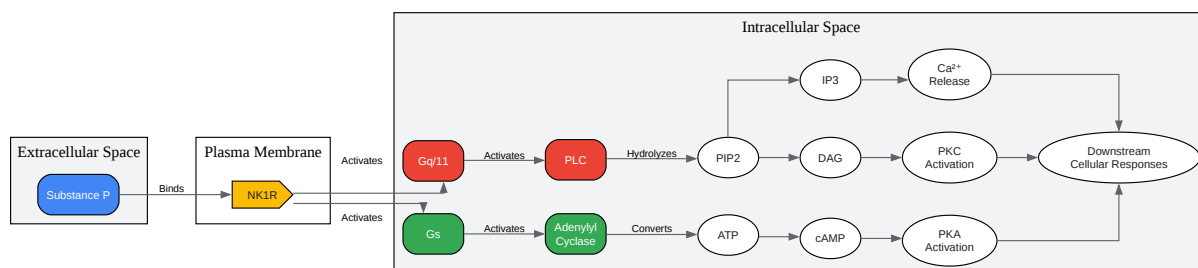 Intracellular Space
Extracellular Space
Substance P
Binds
Plasma Membrane
NK1R
Activates
Activates
Gq/11
Activates
PLC
Hydrolyzes
PIP2
IP3
Ca²⁺
Release
DAG
PKC
Activation
Downstream
Cellular Responses
Gs
Activates
Adenylyl
Cyclase
Converts
ATP
cAMP
PKA
Activation